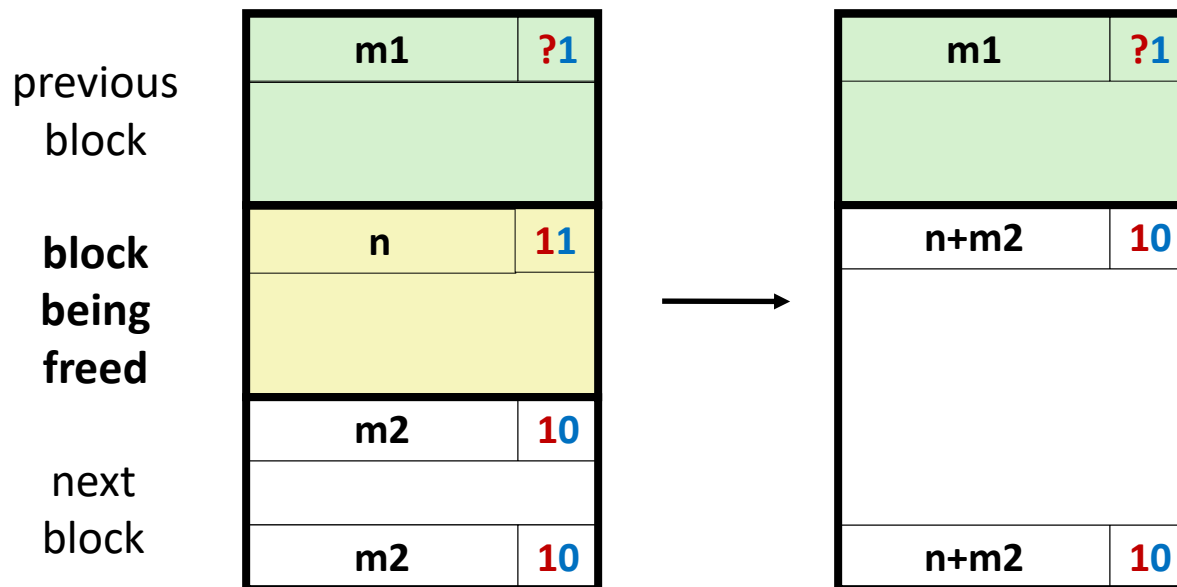 previous
block
m1 ?1
block
being
freed
n 11
next
block
m2 10
m2 10
m1 ?1
n+m2 10
n+m2 10